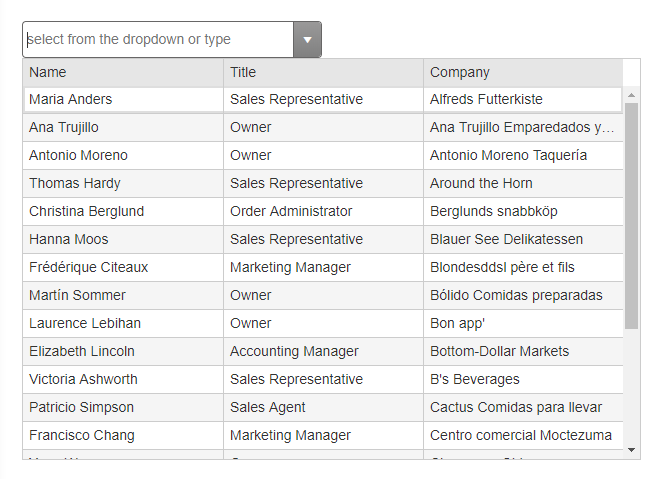 select from the dropdown or type
Name Title Company
Maria Anders Sales Representative Alfreds Futterkiste
Ana Trujillo Owner Ana Trujillo Emparedados y…
Antonio Moreno Owner Antonio Moreno Taquería
Thomas Hardy Sales Representative Around the Horn
Christina Berglund Order Administrator Berglunds snabbköp
Hanna Moos Sales Representative Blauer See Delikatessen
Frédérique Citeaux Marketing Manager Blondesddsl père et fils
Martín Sommer Owner Bólido Comidas preparadas
Laurence Lebihan Owner Bon app'
Elizabeth Lincoln Accounting Manager Bottom-Dollar Markets
Victoria Ashworth Sales Representative B's Beverages
Patricio Simpson Sales Agent Cactus Comidas para llevar
Francisco Chang Marketing Manager Centro comercial Moctezuma